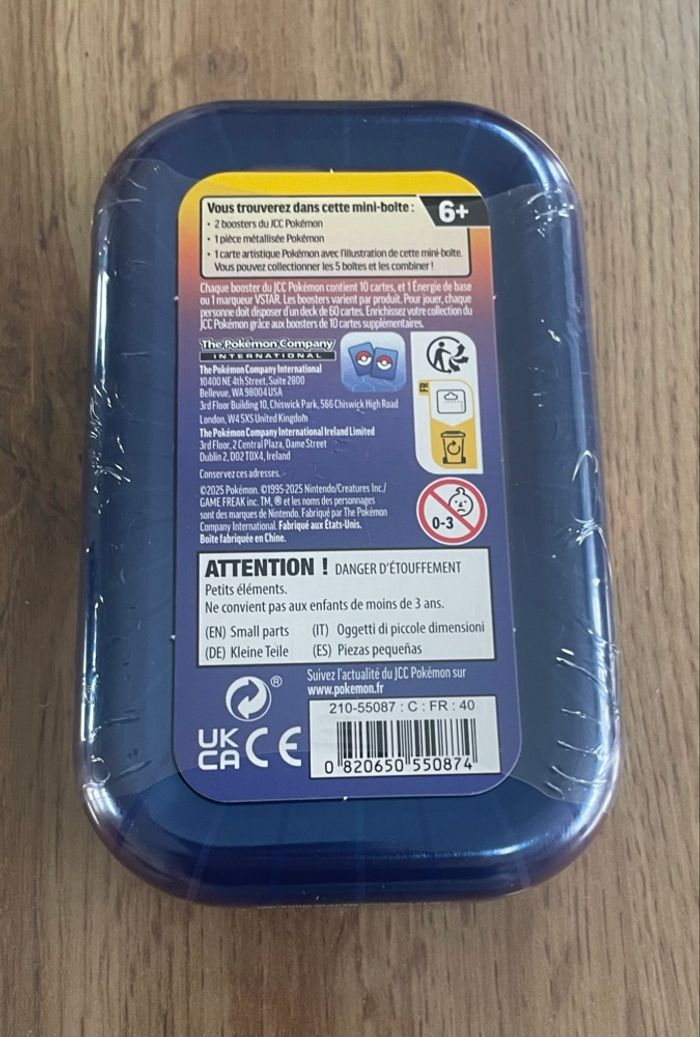 Vous trouverez dans cette mini-boîte :
6+
• 2 boosters du JCC Pokémon
• 1 pièce métallisée Pokémon
• 1 carte artistique Pokémon avec l'illustration de cette mini-boîte.
Vous pouvez collectionner les 5 boîtes et les combiner !
Chaque booster du JCC Pokémon contient 10 cartes, et 1 Énergie de base
ou 1 marqueur VSTAR. Les boosters varient par produit. Pour jouer, chaque
personne doit disposer d'un deck de 60 cartes. Enrichissez votre collection du
JCC Pokémon grâce aux boosters de 10 cartes supplémentaires.
The Pokémon Company
INTERNATIONAL
The Pokémon Company International
10400 NE 4th Street, Suite 2800
Bellevue, WA 98004 USA
3rd Floor Building 10, Chiswick Park, 566 Chiswick High Road
London, W4 5XS United Kingdom
The Pokémon Company International Ireland Limited
3rd Floor, 2 Central Plaza, Dame Street
Dublin 2, D02 T0X4, Ireland
FR
Conservez ces adresses.
©2025 Pokémon. ©1995-2025 Nintendo/Creatures Inc./
GAME FREAK inc. TM, ® et les noms des personnages
sont des marques de Nintendo. Fabriqué par The Pokémon
Company International. Fabriqué aux États-Unis.
Boîte fabriquée en Chine.
0-3
ATTENTION ! DANGER D'ÉTOUFFEMENT
Petits éléments.
Ne convient pas aux enfants de moins de 3 ans.
(EN) Small parts (IT) Oggetti di piccole dimensioni
(DE) Kleine Teile (ES) Piezas pequeñas
Suivez l'actualité du JCC Pokémon sur
www.pokemon.fr
®
210-55087 : C : FR : 40
UK
CA CE
0 820650 550874